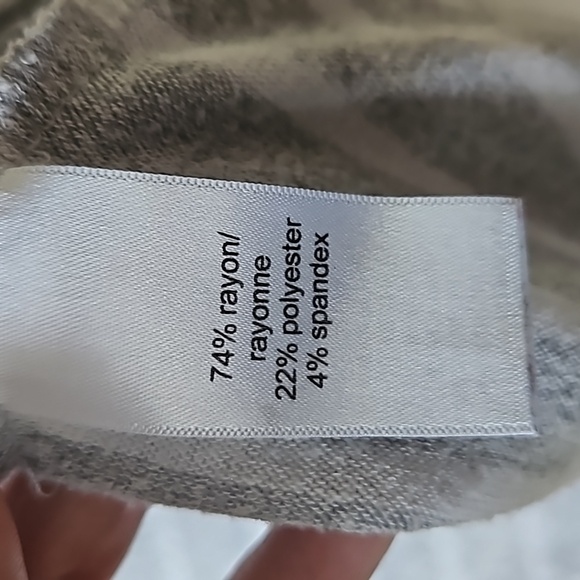 74% rayon/
rayonne
22% polyester
4% spandex